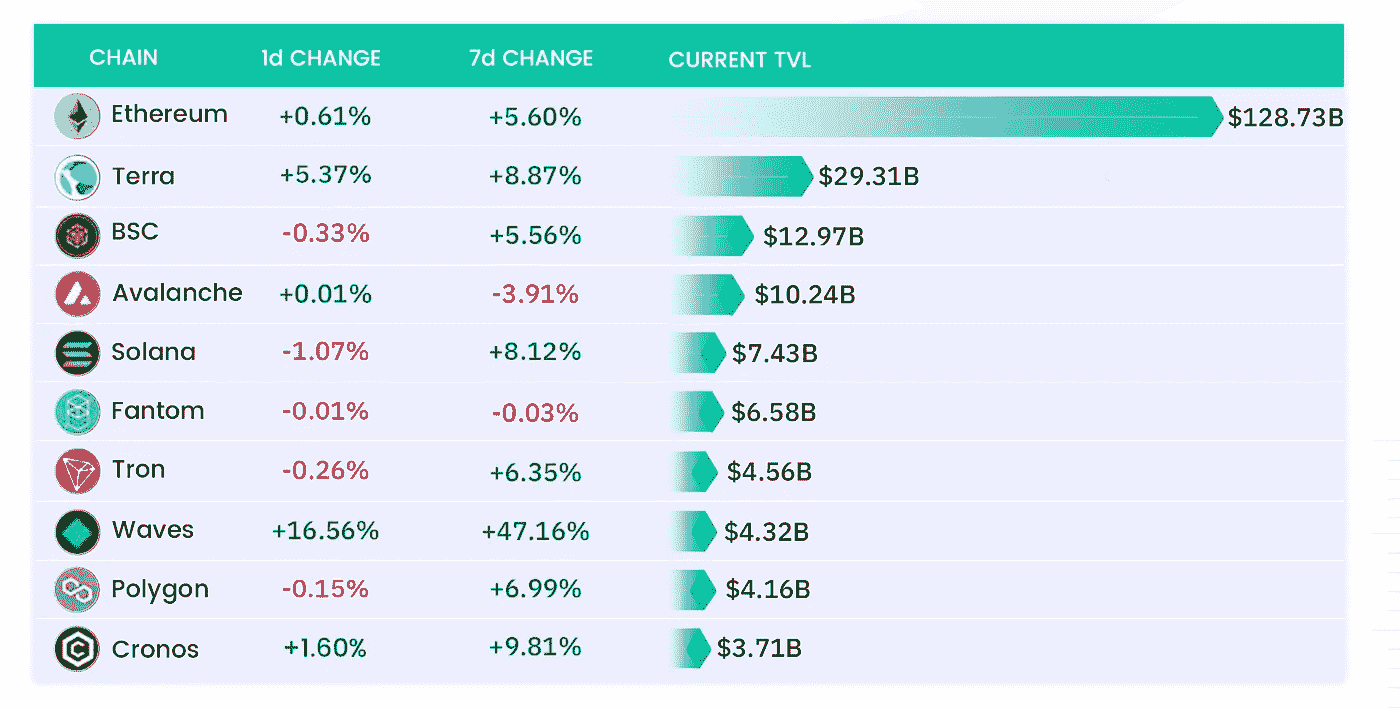 CHAIN 1d CHANGE 7d CHANGE CURRENT TVL
Ethereum +0.61% +5.60% $128.73B
Terra +5.37% +8.87% $29.31B
BSC -0.33% +5.56% $12.97B
Avalanche +0.01% -3.91% $10.24B
Solana -1.07% +8.12% $7.43B
Fantom -0.01% -0.03% $6.58B
Tron -0.26% +6.35% $4.56B
Waves +16.56% +47.16% $4.32B
Polygon -0.15% +6.99% $4.16B
Cronos +1.60% +9.81% $3.71B